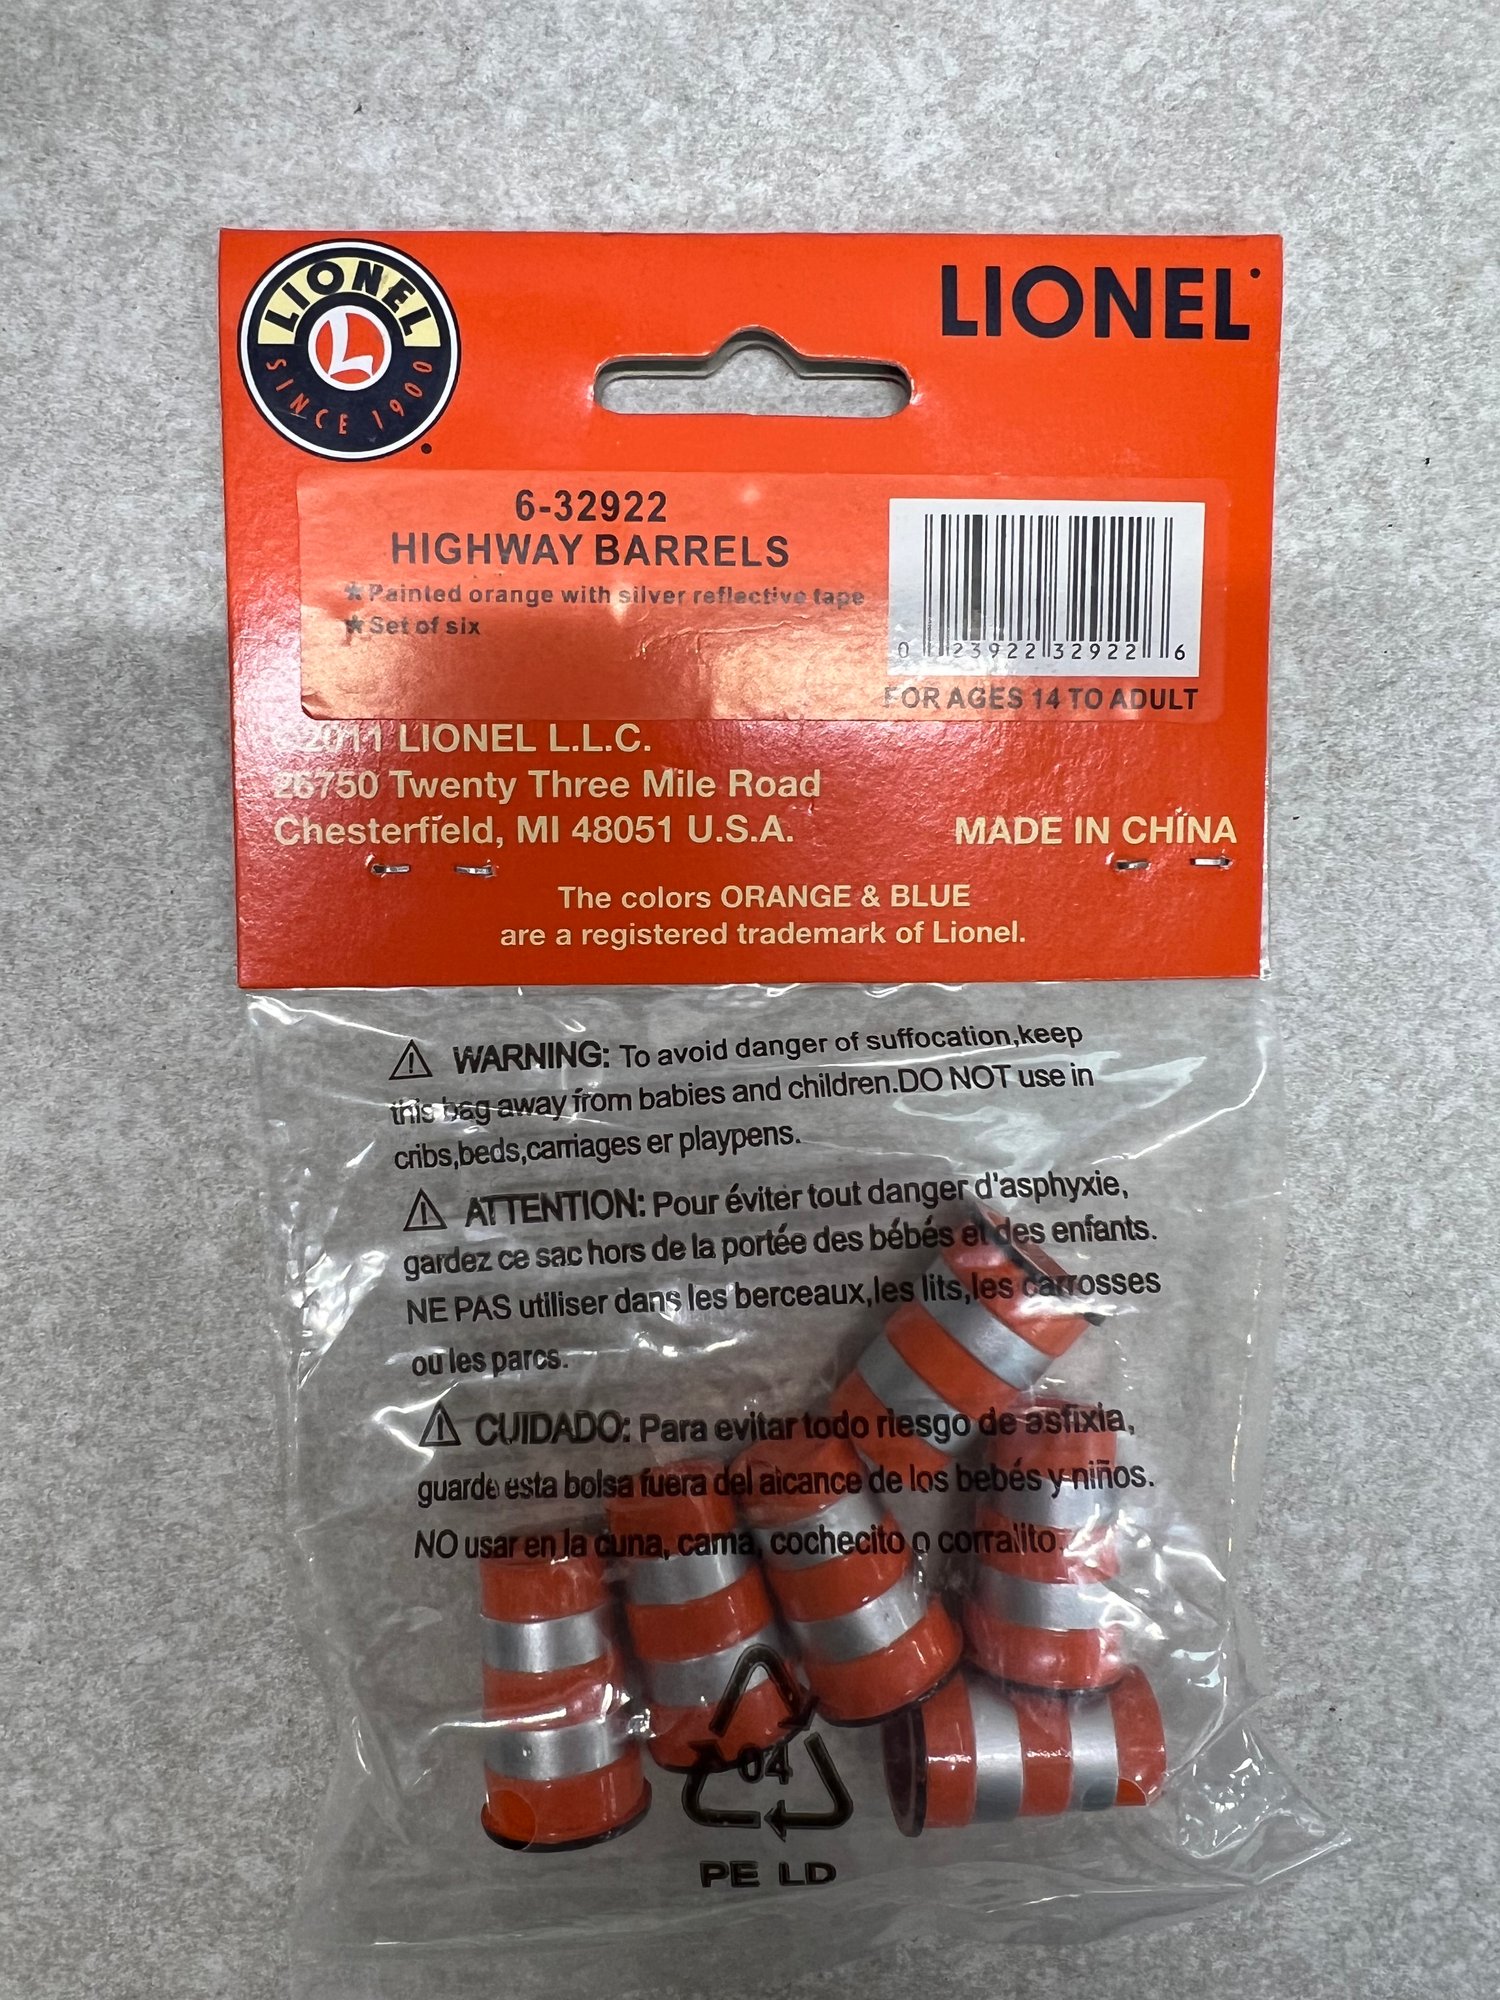 LIONEL
SINCE 1900
L
LIONEL
6-32922
HIGHWAY BARRELS
★ Painted orange with silver reflective tape
★ Set of six
0 23922 32922 6
FOR AGES 14 TO ADULT
©2011 LIONEL L.L.C.
26750 Twenty Three Mile Road
Chesterfield, MI 48051 U.S.A.
MADE IN CHINA
The colors ORANGE & BLUE
are a registered trademark of Lionel.
⚠ WARNING: To avoid danger of suffocation,keep
this bag away from babies and children.DO NOT use in
cribs,beds,carriages er playpens.
⚠ ATTENTION: Pour éviter tout danger d'asphyxie,
gardez ce sac hors de la portée des bébés et des enfants.
NE PAS utiliser dans les berceaux,les lits,les carrosses
ou les parcs.
⚠ CUIDADO: Para evitar todo riesgo de asfixia,
guarde esta bolsa fuera del alcance de los bebés y niños.
NO usar en la cuna, cama, cochecito o corralito.
04
PE LD